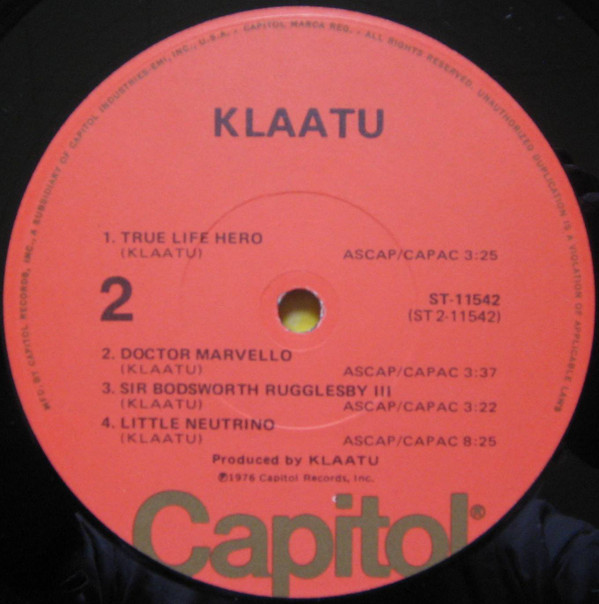 MFG. BY CAPITOL RECORDS, INC., A SUBSIDIARY OF CAPITOL INDUSTRIES-EMI, INC., U.S.A. · CAPITOL MARCA REG. · ALL RIGHTS RESERVED. UNAUTHORIZED DUPLICATION IS A VIOLATION OF APPLICABLE LAWS
KLAATU
1. TRUE LIFE HERO
(KLAATU) ASCAP/CAPAC 3:25
2
ST-11542
(ST 2-11542)
2. DOCTOR MARVELLO
(KLAATU) ASCAP/CAPAC 3:37
3. SIR BODSWORTH RUGGLESBY III
(KLAATU) ASCAP/CAPAC 3:22
4. LITTLE NEUTRINO
(KLAATU) ASCAP/CAPAC 8:25
Produced by KLAATU
℗1976 Capitol Records, Inc.
Capitol®